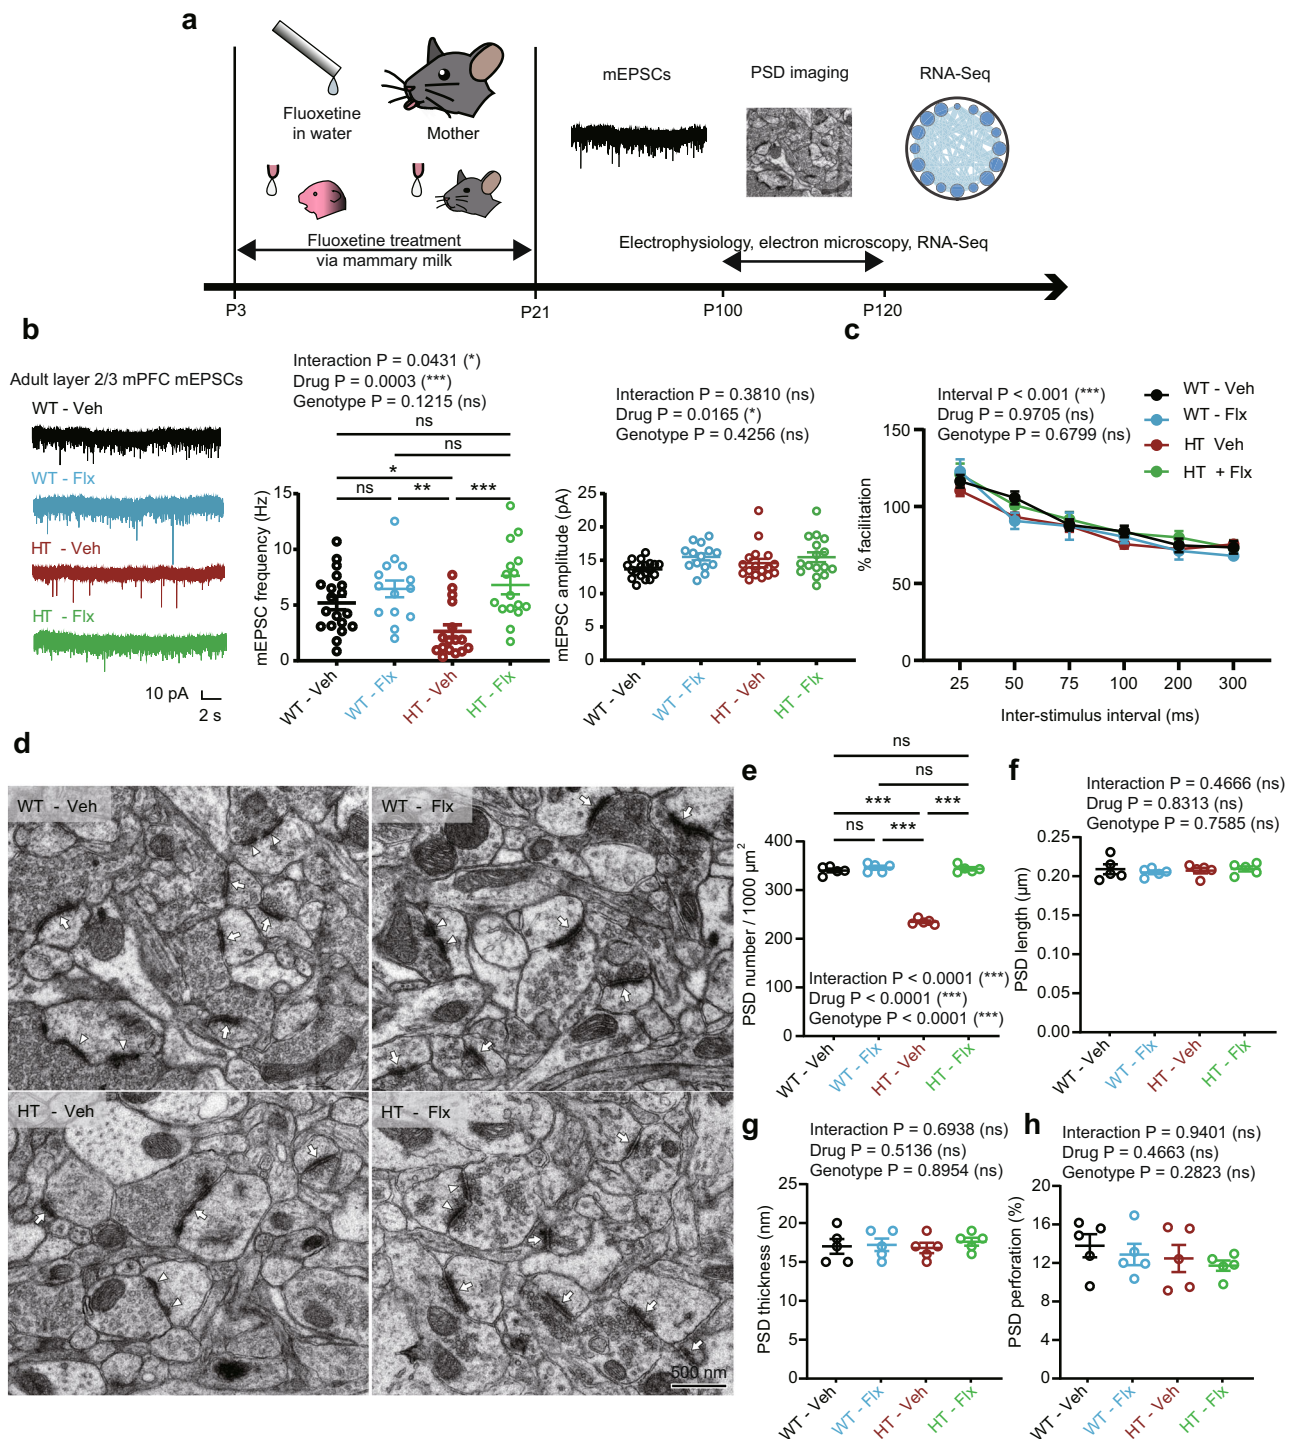 a
Fluoxetine
in water
Mother
mEPSCs
PSD imaging
RNA-Seq
Fluoxetine treatment
via mammary milk
Electrophysiology, electron microscopy, RNA-Seq
P3
P21
P100
P120
b
Adult layer 2/3 mPFC mEPSCs
WT - Veh
WT - Flx
HT - Veh
HT - Flx
10 pA
2 s
Interaction P = 0.0431 (*)
Drug P = 0.0003 (***)
Genotype P = 0.1215 (ns)
ns
ns
*
ns
**
***
mEPSC frequency (Hz)
15
10
5
0
WT - Veh
WT - Flx
HT - Veh
HT - Flx
Interaction P = 0.3810 (ns)
Drug P = 0.0165 (*)
Genotype P = 0.4256 (ns)
mEPSC amplitude (pA)
25
20
15
10
5
0
WT - Veh
WT - Flx
HT - Veh
HT - Flx
c
Interval P < 0.001 (***)
Drug P = 0.9705 (ns)
Genotype P = 0.6799 (ns)
WT - Veh
WT - Flx
HT Veh
HT + Flx
% facilitation
150
100
50
0
25
50
75
100
200
300
Inter-stimulus interval (ms)
d
WT - Veh
WT - Flx
HT - Veh
HT - Flx
500 nm
e
ns
ns
***
***
ns
***
PSD number / 1000 µm²
400
300
200
100
0
Interaction P < 0.0001 (***)
Drug P < 0.0001 (***)
Genotype P < 0.0001 (***)
WT - Veh
WT - Flx
HT - Veh
HT - Flx
f
Interaction P = 0.4666 (ns)
Drug P = 0.8313 (ns)
Genotype P = 0.7585 (ns)
PSD length (µm)
0.25
0.20
0.15
0.10
0.05
0.00
WT - Veh
WT - Flx
HT - Veh
HT - Flx
g
Interaction P = 0.6938 (ns)
Drug P = 0.5136 (ns)
Genotype P = 0.8954 (ns)
PSD thickness (nm)
25
20
15
10
5
0
WT - Veh
WT - Flx
HT - Veh
HT - Flx
h
Interaction P = 0.9401 (ns)
Drug P = 0.4663 (ns)
Genotype P = 0.2823 (ns)
PSD perforation (%)
20
16
12
8
4
0
WT - Veh
WT - Flx
HT - Veh
HT - Flx